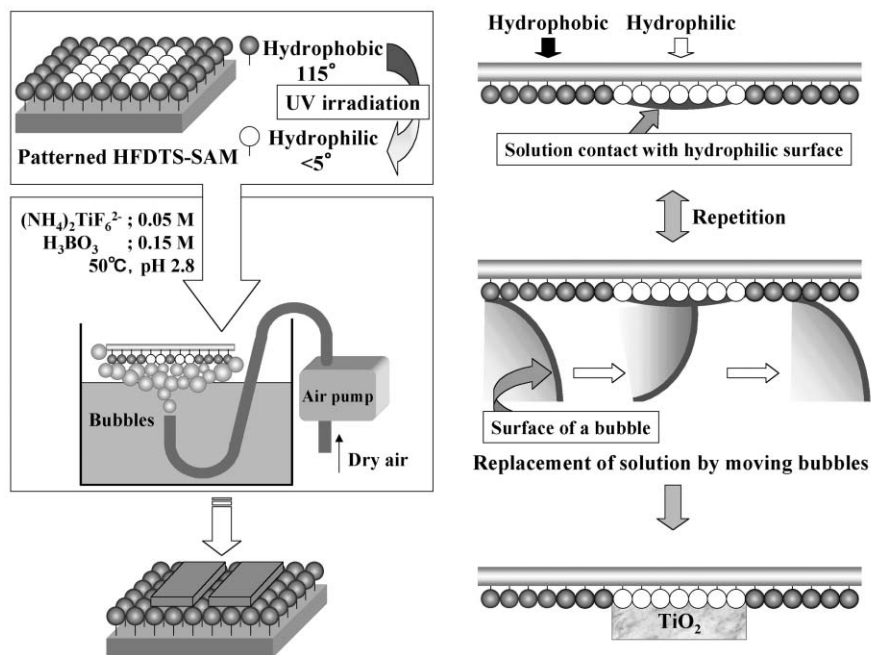 Hydrophobic
115°
UV irradiation
Hydrophilic
<5°
Patterned HFDTS-SAM
(NH₄)₂TiF₆²⁻ ; 0.05 M
H₃BO₃ ; 0.15 M
50℃, pH 2.8
Air pump
Bubbles
Dry air
Hydrophobic Hydrophilic
Solution contact with hydrophilic surface
Repetition
Surface of a bubble
Replacement of solution by moving bubbles
TiO₂